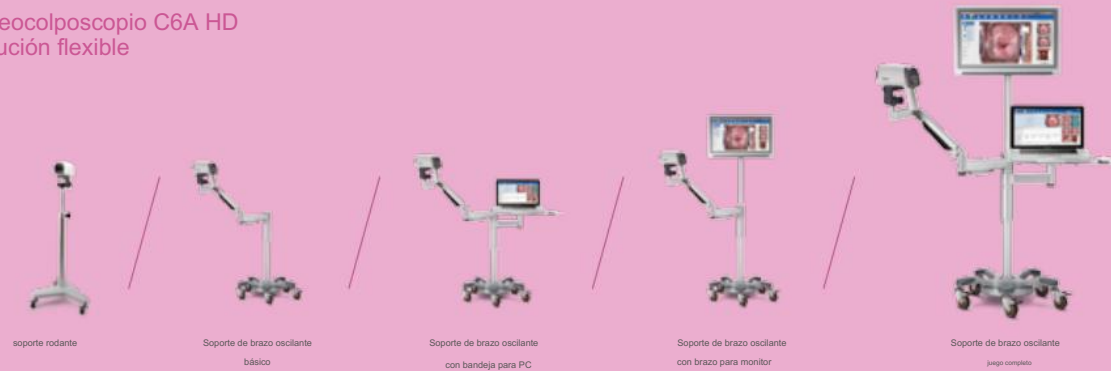 eocolposcopio C6A HD
ución flexible
soporte rodante
Soporte de brazo oscilante
básico
Soporte de brazo oscilante
con bandeja para PC
Soporte de brazo oscilante
con brazo para monitor
Soporte de brazo oscilante
juego completo